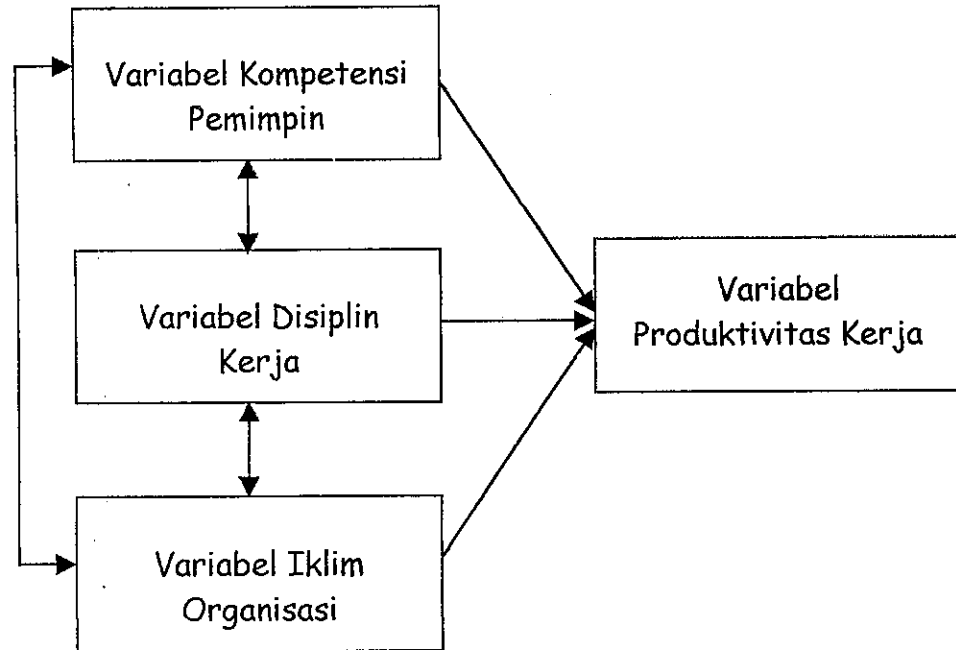 Variabel Kompetensi
Pemimpin
Variabel Disiplin
Kerja
Variabel
Produktivitas Kerja
Variabel Iklim
Organisasi